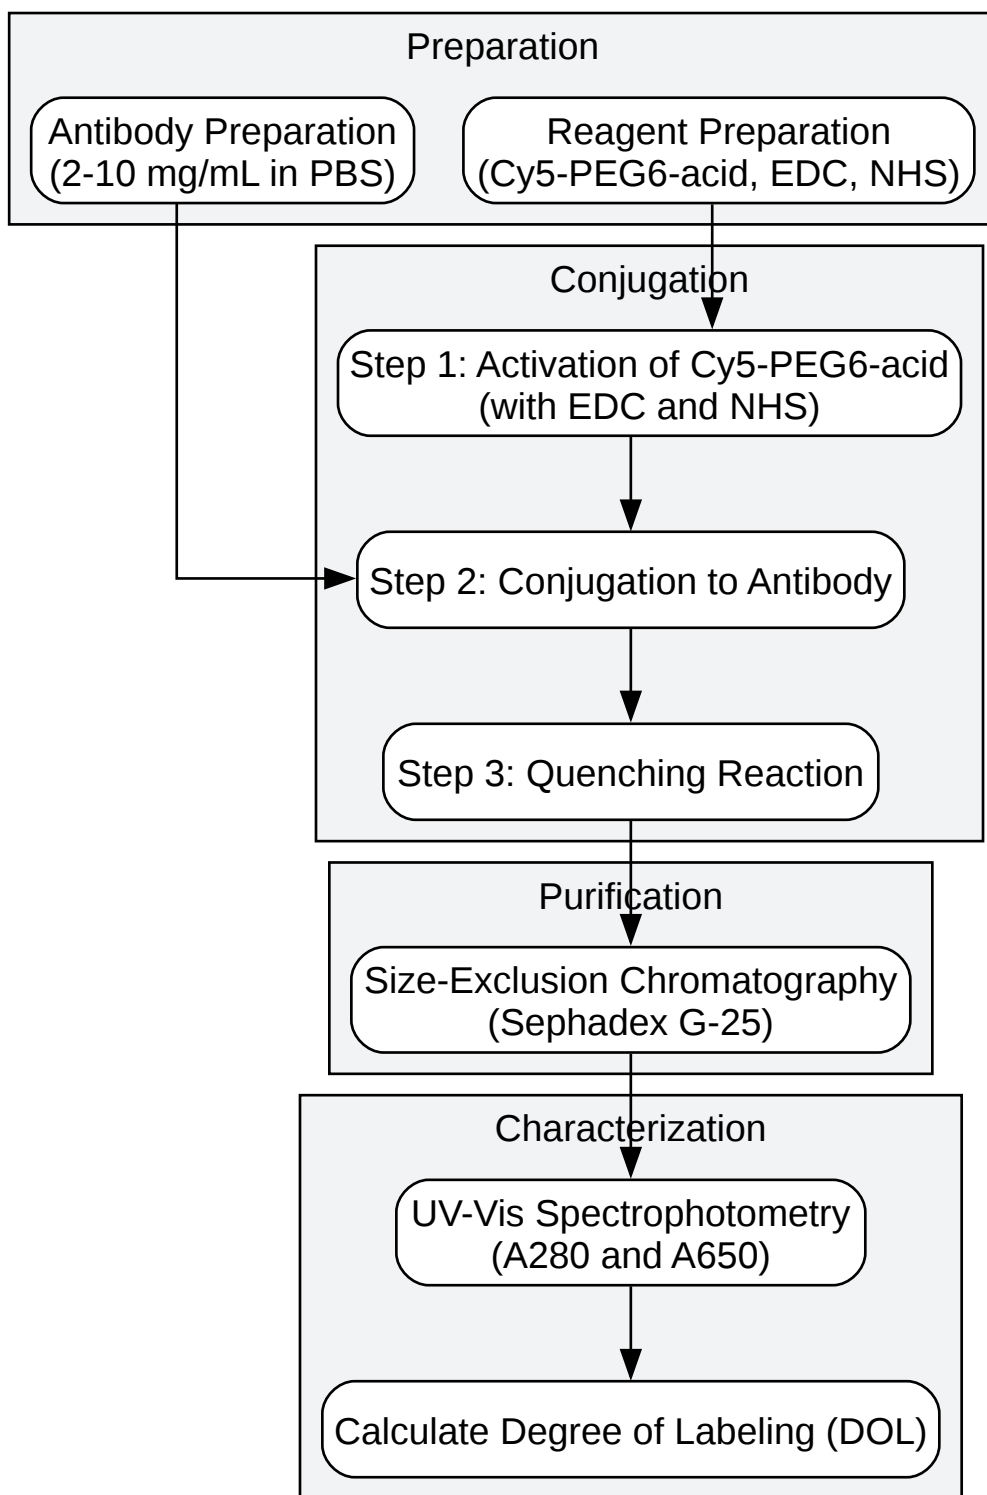 Preparation
Antibody Preparation
(2-10 mg/mL in PBS)
Reagent Preparation
(Cy5-PEG6-acid, EDC, NHS)
Conjugation
Step 1: Activation of Cy5-PEG6-acid
(with EDC and NHS)
Step 2: Conjugation to Antibody
Step 3: Quenching Reaction
Purification
Size-Exclusion Chromatography
(Sephadex G-25)
Characterization
UV-Vis Spectrophotometry
(A280 and A650)
Calculate Degree of Labeling (DOL)